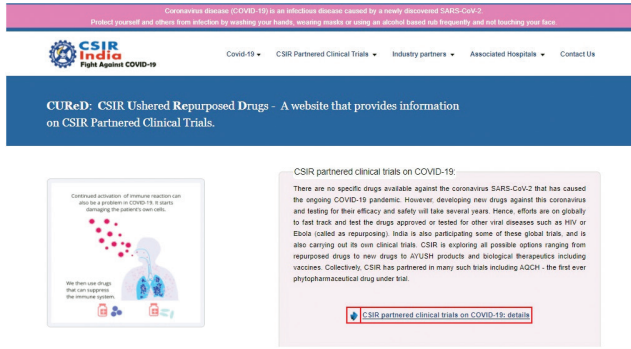 Coronavirus disease (COVID-19) is an infectious disease caused by a newly discovered SARS-CoV-2.
Protect yourself and others from infection by washing your hands, wearing masks or using an alcohol based rub frequently and not touching your face.
CSIR
India
Fight Against COVID-19
Covid-19
CSIR Partnered Clinical Trials
Industry partners
Associated Hospitals
Contact Us
CUReD: CSIR Ushered Repurposed Drugs - A website that provides information
on CSIR Partnered Clinical Trials.
Continued activation of immune reaction can
also be a problem in COVID-19. It starts
damaging the patient's own cells.
We then use drugs
that can suppress
the immune system.
CSIR partnered clinical trials on COVID-19:
There are no specific drugs available against the coronavirus SARS-CoV-2 that has caused
the ongoing COVID-19 pandemic. However, developing new drugs against this coronavirus
and testing for their efficacy and safety will take several years. Hence, efforts are on globally
to fast track and test the drugs approved or tested for other viral diseases such as HIV or
Ebola (called as repurposing). India is also participating some of these global trials, and is
also carrying out its own clinical trials. CSIR is exploring all possible options ranging from
repurposed drugs to new drugs to AYUSH products and biological therapeutics including
vaccines. Collectively, CSIR has partnered in many such trials including AQCH - the first ever
phytopharmaceutical drug under trial.
CSIR partnered clinical trials on COVID-19: details